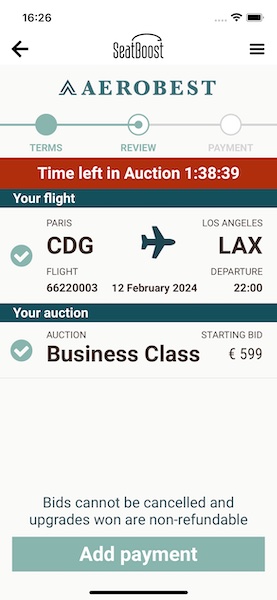 16:26
SeatBoost
AEROBEST
TERMS REVIEW PAYMENT
Time left in Auction 1:38:39
Your flight
PARIS LOS ANGELES
CDG LAX
FLIGHT DEPARTURE
66220003 12 February 2024 22:00
Your auction
AUCTION STARTING BID
Business Class € 599
Bids cannot be cancelled and
upgrades won are non-refundable
Add payment